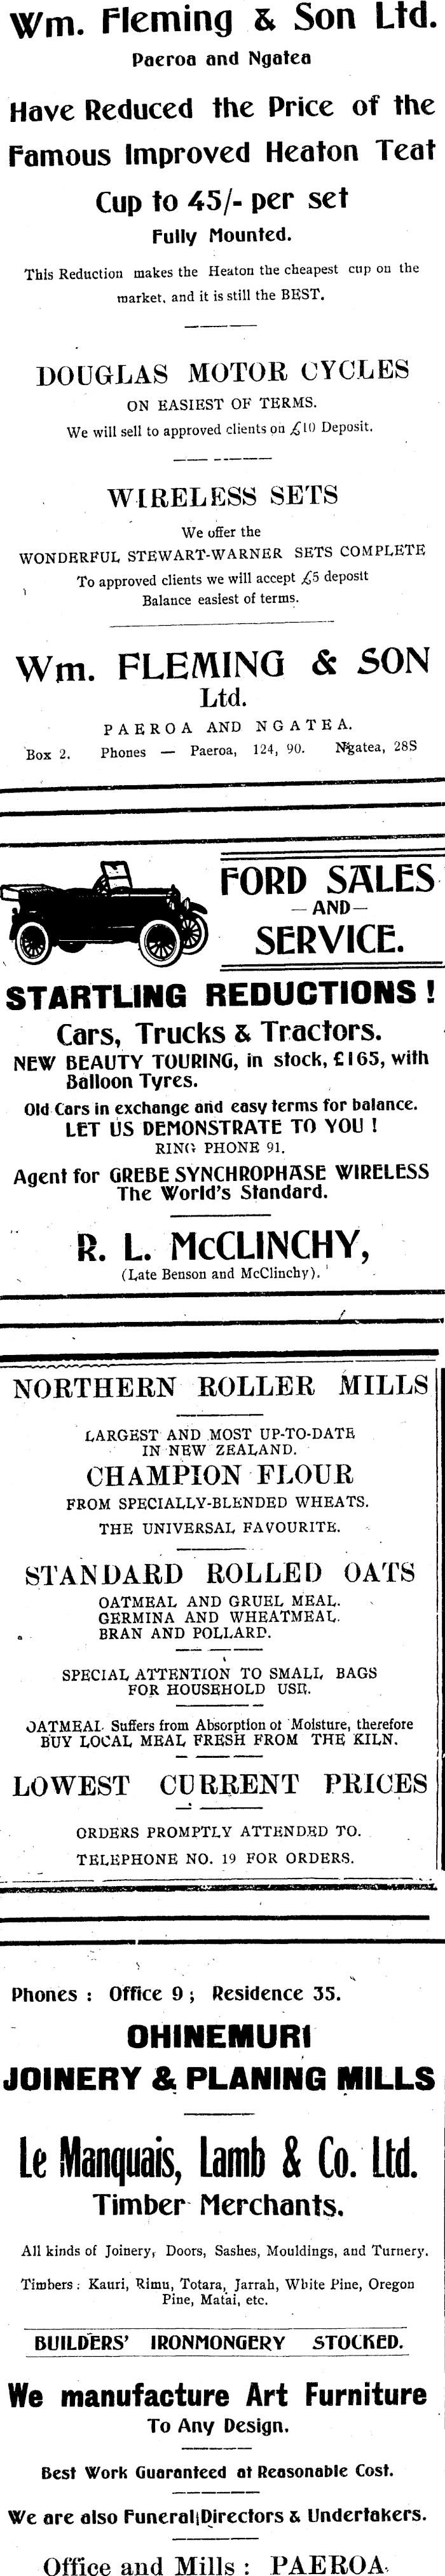 Wm. Fleming & Son Ltd.
Paeroa and Ngatea
Have Reduced the Price of the
Famous Improved Heaton Teat
Cup to 45/- per set
Fully Mounted.
This Reduction makes the Heaton the cheapest cup on the
market, and it is still the BEST.
DOUGLAS MOTOR CYCLES
ON EASIEST OF TERMS.
We will sell to approved clients on £10 Deposit.
WIRELESS SETS
We offer the
WONDERFUL STEWART-WARNER SETS COMPLETE
To approved clients we will accept £5 deposit
Balance easiest of terms.
Wm. FLEMING & SON
Ltd.
PAEROA AND NGATEA.
Box 2. Phones — Paeroa, 124, 90. Ngatea, 28S
FORD SALES
—AND—
SERVICE.
STARTLING REDUCTIONS!
Cars, Trucks & Tractors.
NEW BEAUTY TOURING, in stock, £165, with
Balloon Tyres.
Old Cars in exchange and easy terms for balance.
LET US DEMONSTRATE TO YOU!
RING PHONE 91.
Agent for GREBE SYNCHROPHASE WIRELESS
The World's Standard.
R. L. McCLINCHY,
(Late Benson and McClinchy).
NORTHERN ROLLER MILLS
LARGEST AND MOST UP-TO-DATE
IN NEW ZEALAND.
CHAMPION FLOUR
FROM SPECIALLY-BLENDED WHEATS.
THE UNIVERSAL FAVOURITE.
STANDARD ROLLED OATS
OATMEAL AND GRUEL MEAL.
GERMINA AND WHEATMEAL.
BRAN AND POLLARD.
SPECIAL ATTENTION TO SMALL BAGS
FOR HOUSEHOLD USE.
OATMEAL Suffers from Absorption of Moisture, therefore
BUY LOCAL MEAL FRESH FROM THE KILN.
LOWEST CURRENT PRICES
ORDERS PROMPTLY ATTENDED TO.
TELEPHONE NO. 19 FOR ORDERS.
Phones: Office 9; Residence 35.
OHINEMURI
JOINERY & PLANING MILLS
Le Manquais, Lamb & Co. Ltd.
Timber Merchants.
All kinds of Joinery, Doors, Sashes, Mouldings, and Turnery.
Timbers: Kauri, Rimu, Totara, Jarrah, White Pine, Oregon
Pine, Matai, etc.
BUILDERS' IRONMONGERY STOCKED.
We manufacture Art Furniture
To Any Design.
Best Work Guaranteed at Reasonable Cost.
We are also Funeral Directors & Undertakers.
Office and Mills: PAEROA.